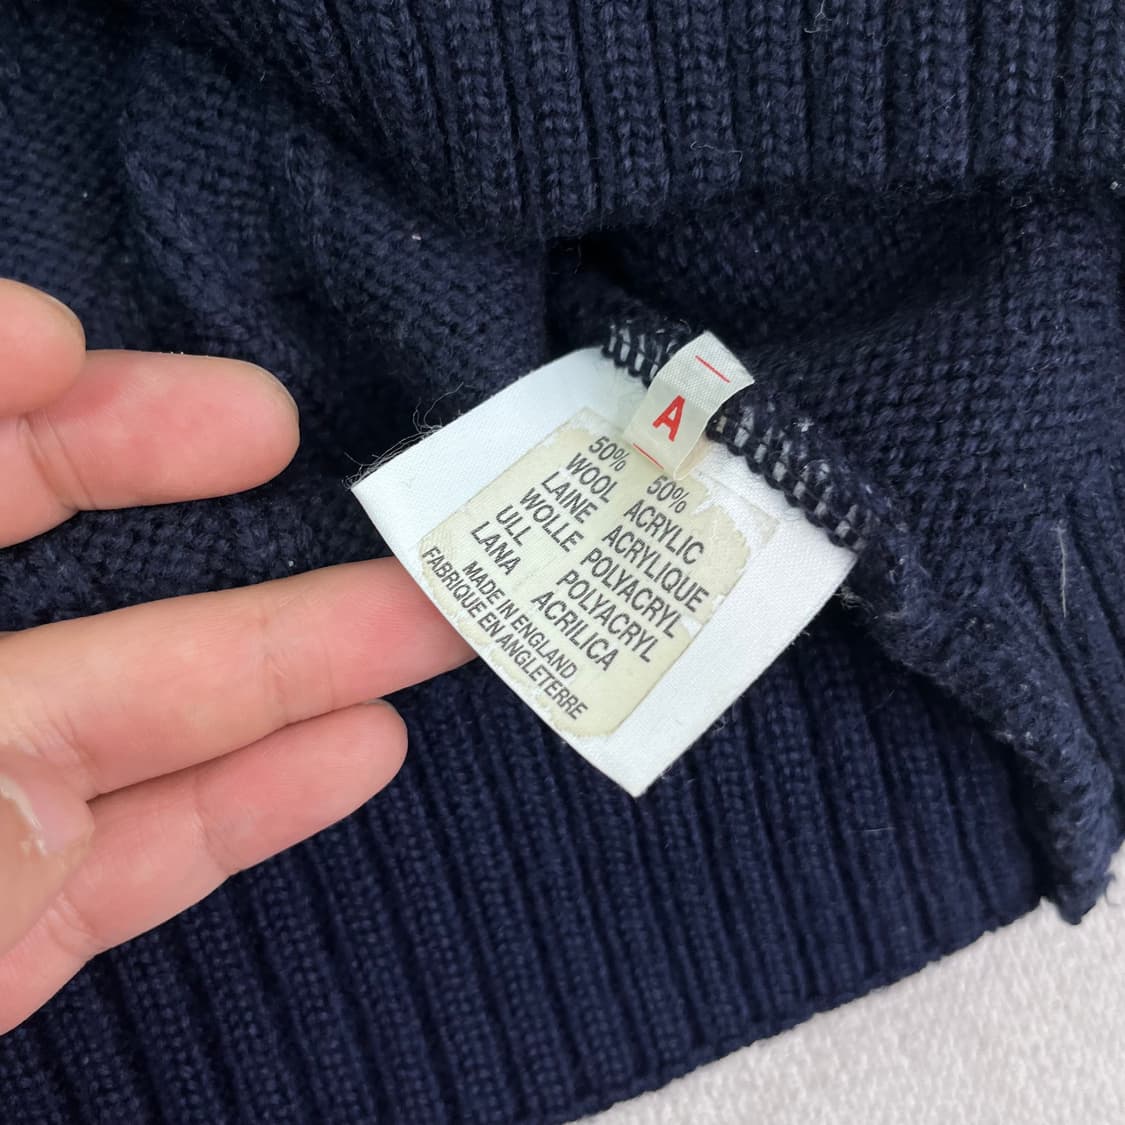 A
50% 50%
WOOL ACRYLIC
LAINE ACRYLIQUE
WOLLE POLYACRYL
ULL POLYACRYL
LANA ACRILICA
MADE IN ENGLAND
FABRIQUE EN ANGLETERRE